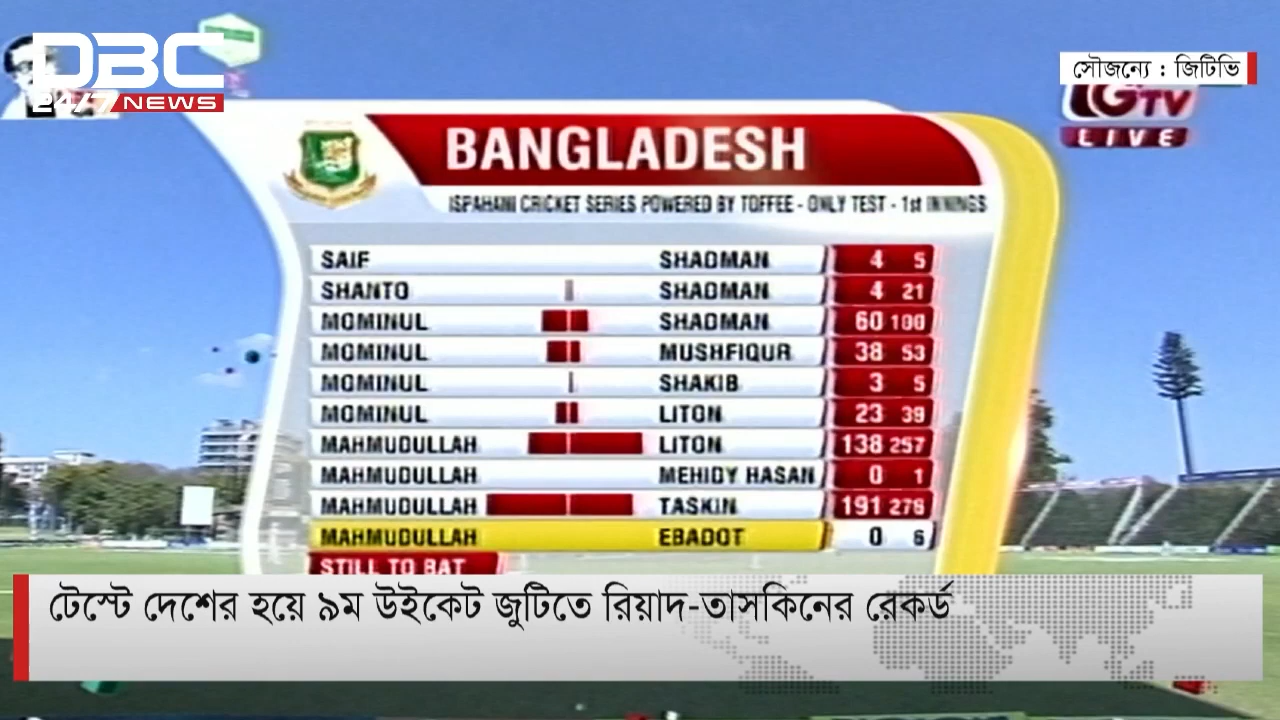 DBC
24/7 NEWS
সৌজন্যে : জিটিভি
GTV
LIVE
BANGLADESH
ISPAHANI CRICKET SERIES POWERED BY TOFFEE - ONLY TEST - 1st INNINGS
SAIF SHADMAN 4 5
SHANTO SHADMAN 4 21
MOMINUL SHADMAN 60 100
MOMINUL MUSHFIQUR 38 53
MOMINUL SHAKIB 3 5
MOMINUL LITON 23 39
MAHMUDULLAH LITON 138 257
MAHMUDULLAH MEHIDY HASAN 0 1
MAHMUDULLAH TASKIN 191 276
MAHMUDULLAH EBADOT 0 6
STILL TO BAT
টেস্টে দেশের হয়ে ৯ম উইকেট জুটিতে রিয়াদ-তাসকিনের রেকর্ড